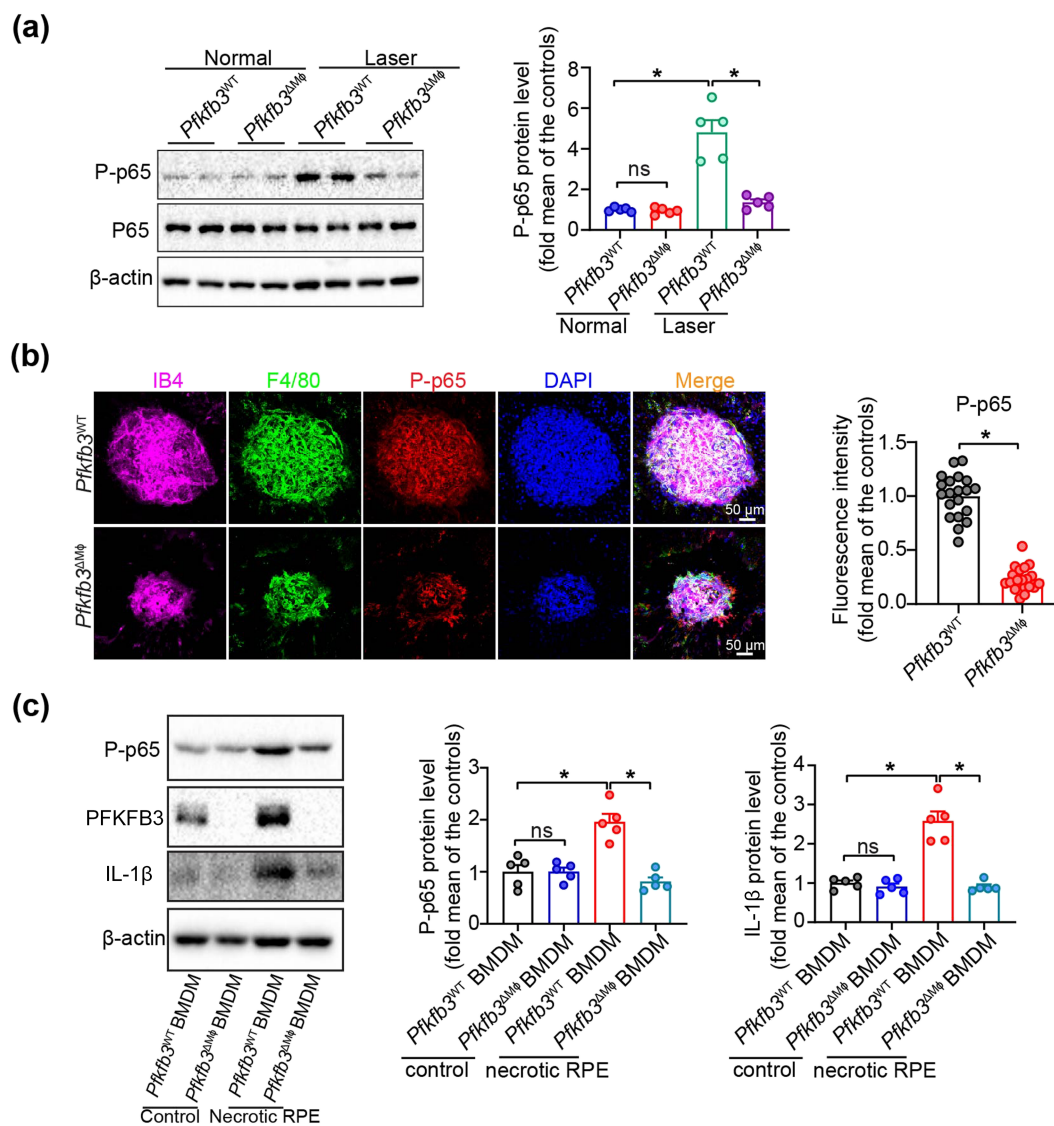 (a)
Normal Laser
Pfkfb3WT Pfkfb3ΔMϕ Pfkfb3WT Pfkfb3ΔMϕ
P-p65
P65
β-actin
P-p65 protein level
(fold mean of the controls)
8
6
4
2
0
* *
ns
Pfkfb3WT Pfkfb3ΔMϕ Pfkfb3WT Pfkfb3ΔMϕ
Normal Laser
(b)
IB4 F4/80 P-p65 DAPI Merge
Pfkfb3WT
50 µm
Pfkfb3ΔMϕ
50 µm
P-p65
Fluorescence intensity
(fold mean of the controls)
1.5
1.0
0.5
0.0
*
Pfkfb3WT Pfkfb3ΔMϕ
(c)
P-p65
PFKFB3
IL-1β
β-actin
Pfkfb3WT BMDM Pfkfb3ΔMϕ BMDM Pfkfb3WT BMDM Pfkfb3ΔMϕ BMDM
Control Necrotic RPE
P-p65 protein level
(fold mean of the controls)
3
2
1
0
* *
ns
Pfkfb3WT BMDM Pfkfb3ΔMϕ BMDM Pfkfb3WT BMDM Pfkfb3ΔMϕ BMDM
control necrotic RPE
IL-1β protein level
(fold mean of the controls)
4
3
2
1
0
* *
ns
Pfkfb3WT BMDM Pfkfb3ΔMϕ BMDM Pfkfb3WT BMDM Pfkfb3ΔMϕ BMDM
control necrotic RPE